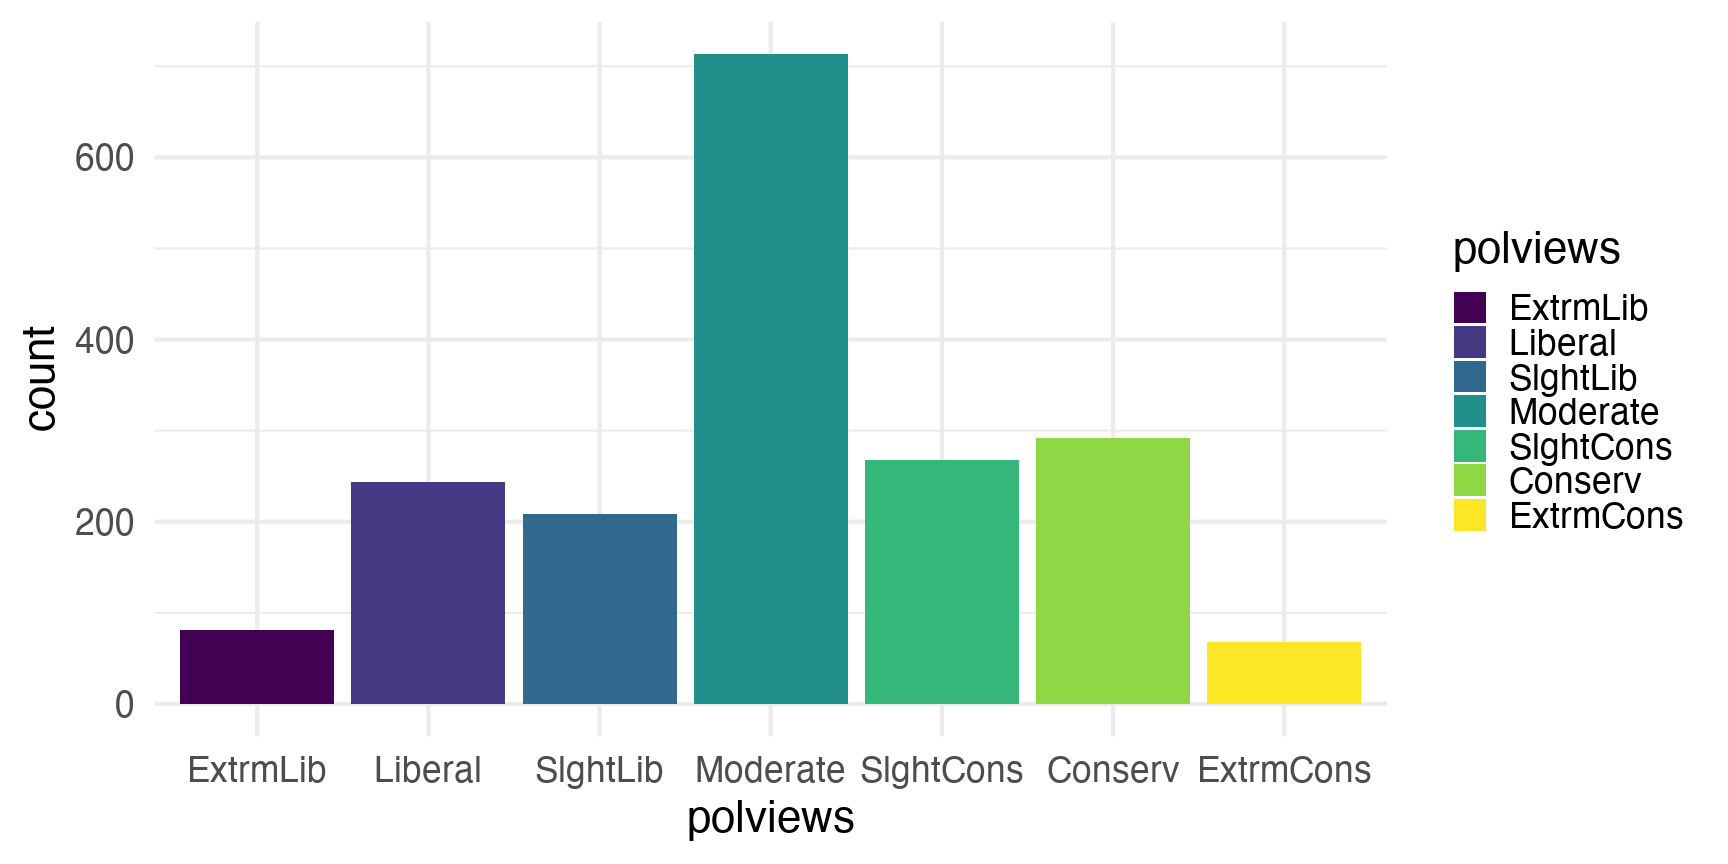 600
400
200
0
count
ExtrmLib Liberal SlghtLib Moderate SlghtCons Conserv ExtrmCons
polviews
polviews
ExtrmLib
Liberal
SlghtLib
Moderate
SlghtCons
Conserv
ExtrmCons